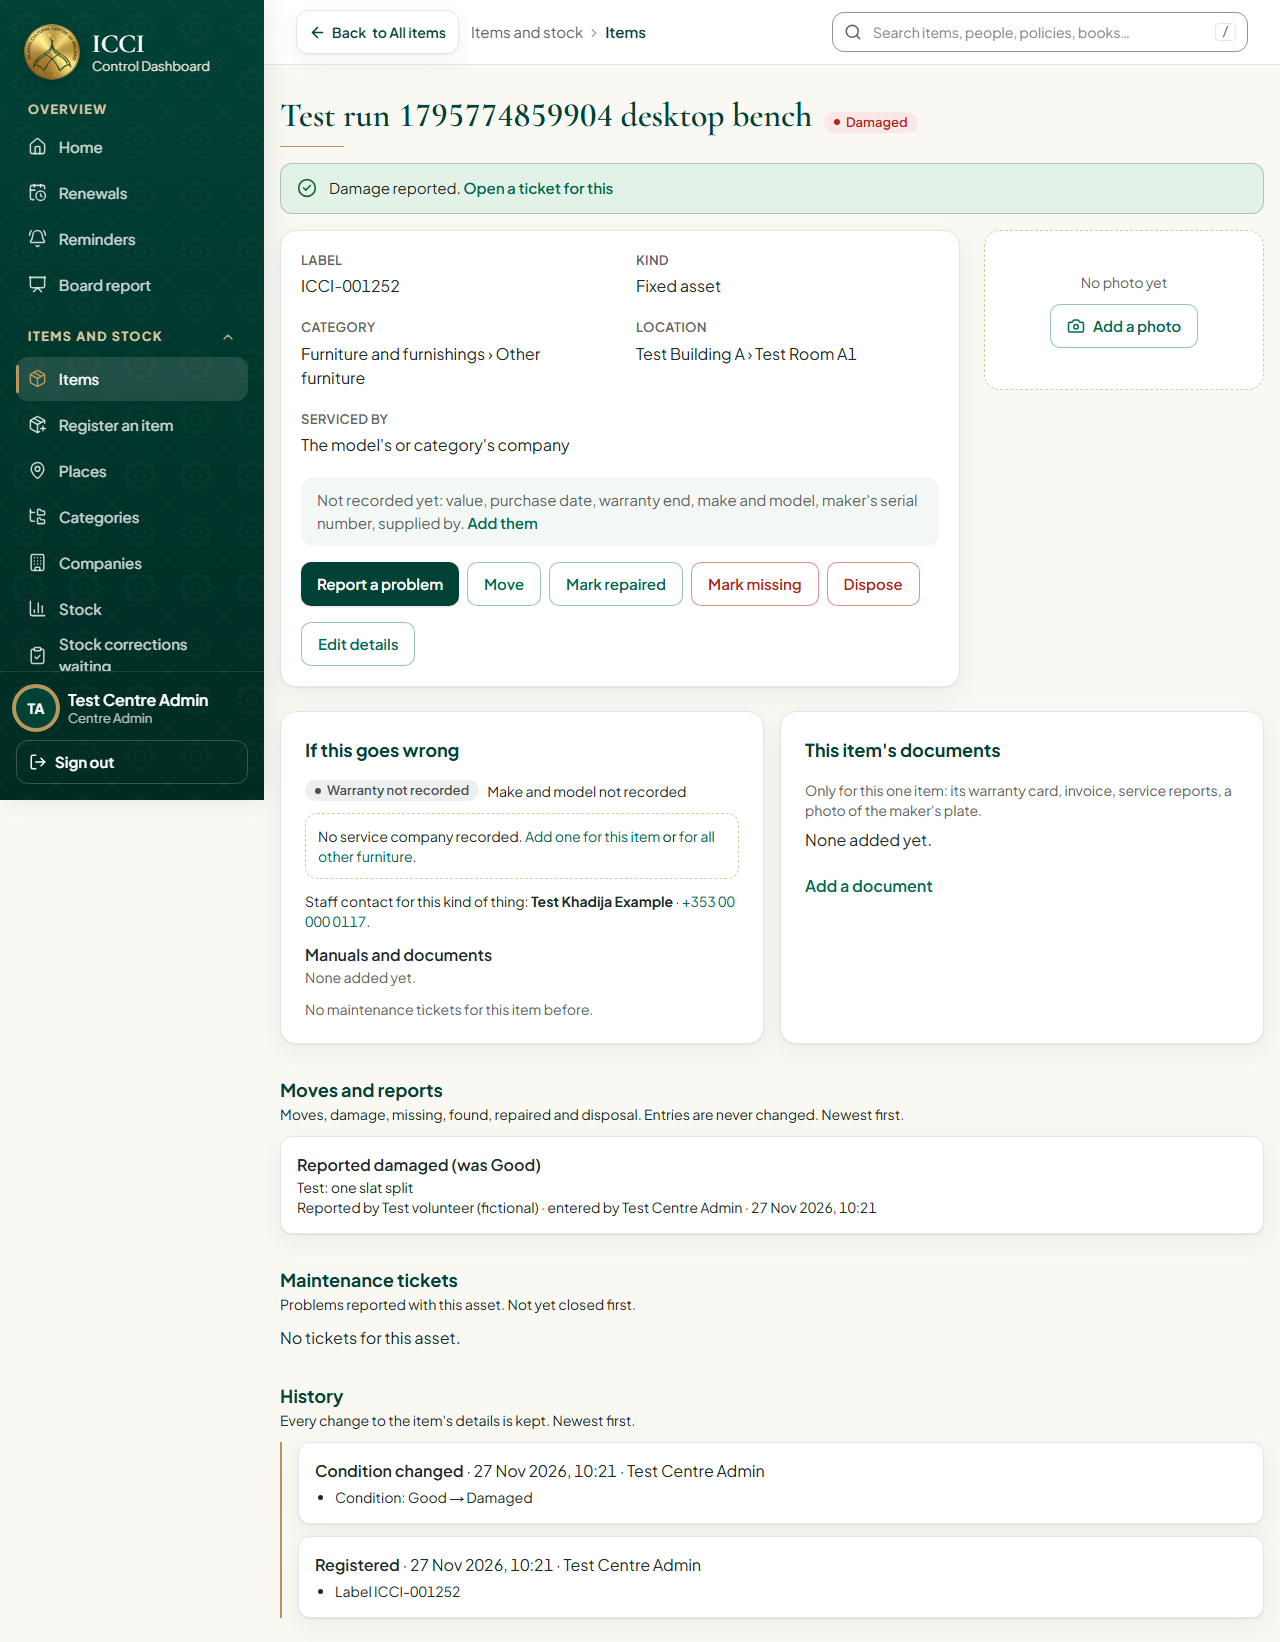 ICCI
Control Dashboard
OVERVIEW
Home
Renewals
Reminders
Board report
ITEMS AND STOCK
Items
Register an item
Places
Categories
Companies
Stock
Stock corrections
waiting
TA
Test Centre Admin
Centre Admin
Sign out
Back to All items
Items and stock › Items
Search items, people, policies, books...
/
Test run 1795774859904 desktop bench
Damaged
Damage reported. Open a ticket for this
LABEL
ICCI-001252
KIND
Fixed asset
CATEGORY
Furniture and furnishings › Other
furniture
LOCATION
Test Building A › Test Room A1
SERVICED BY
The model's or category's company
Not recorded yet: value, purchase date, warranty end, make and model, maker's serial
number, supplied by. Add them
Report a problem
Move
Mark repaired
Mark missing
Dispose
Edit details
No photo yet
Add a photo
If this goes wrong
Warranty not recorded
Make and model not recorded
No service company recorded. Add one for this item or for all
other furniture.
Staff contact for this kind of thing: Test Khadija Example · +353 00
000 0117.
Manuals and documents
None added yet.
No maintenance tickets for this item before.
This item's documents
Only for this one item: its warranty card, invoice, service reports, a
photo of the maker's plate.
None added yet.
Add a document
Moves and reports
Moves, damage, missing, found, repaired and disposal. Entries are never changed. Newest first.
Reported damaged (was Good)
Test: one slat split
Reported by Test volunteer (fictional) · entered by Test Centre Admin · 27 Nov 2026, 10:21
Maintenance tickets
Problems reported with this asset. Not yet closed first.
No tickets for this asset.
History
Every change to the item's details is kept. Newest first.
Condition changed · 27 Nov 2026, 10:21 · Test Centre Admin
• Condition: Good → Damaged
Registered · 27 Nov 2026, 10:21 · Test Centre Admin
• Label ICCI-001252